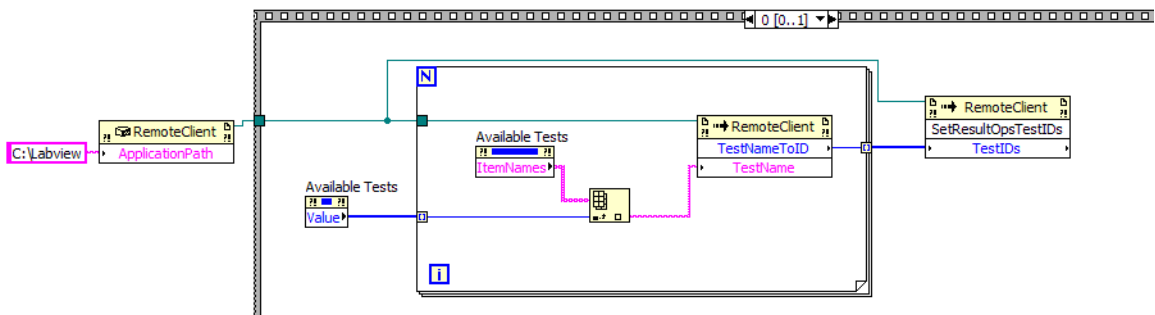 0 [0..1]
N
RemoteClient
ApplicationPath
C:\Labview
Available Tests
ItemNames
Available Tests
Value
RemoteClient
TestNameToID
TestName
RemoteClient
SetResultOpsTestIDs
TestIDs
i